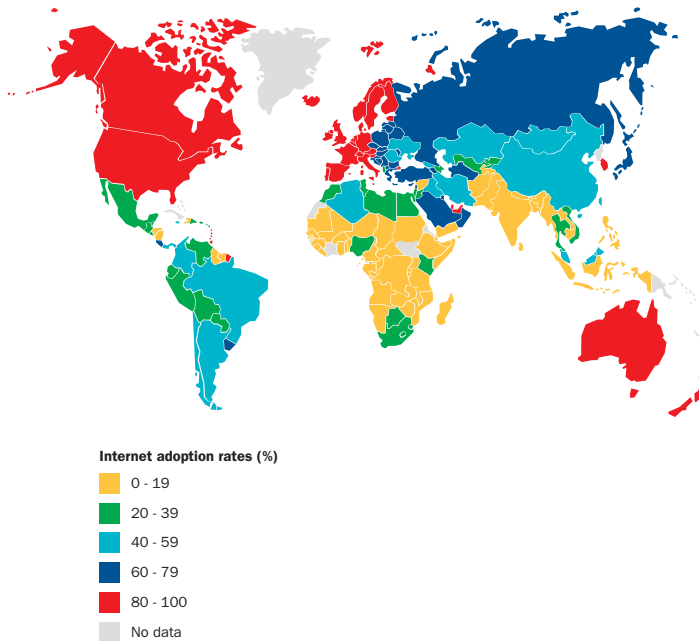 Internet adoption rates (%)
0 - 19
20 - 39
40 - 59
60 - 79
80 - 100
No data